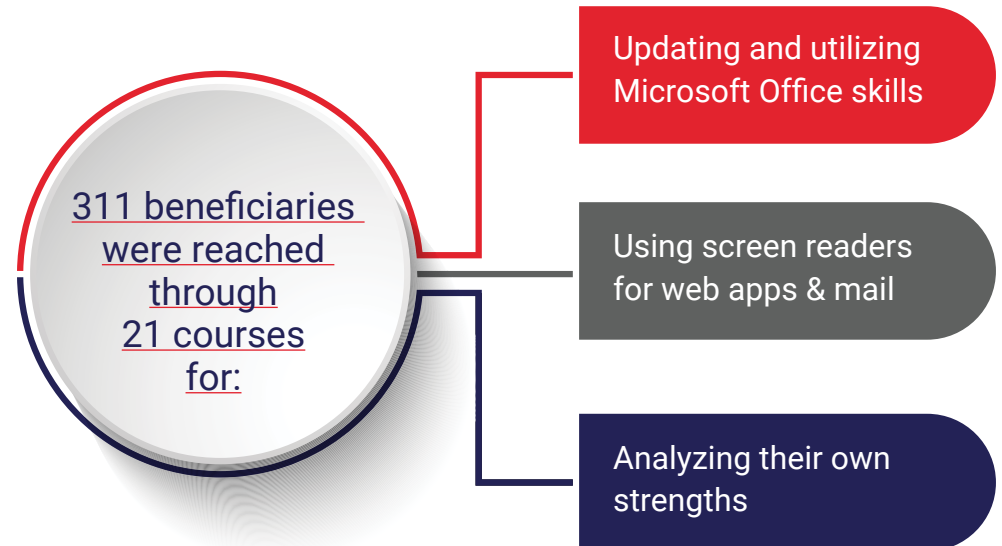 311 beneficiaries
were reached
through
21 courses
for:
Updating and utilizing
Microsoft Office skills
Using screen readers
for web apps & mail
Analyzing their own
strengths